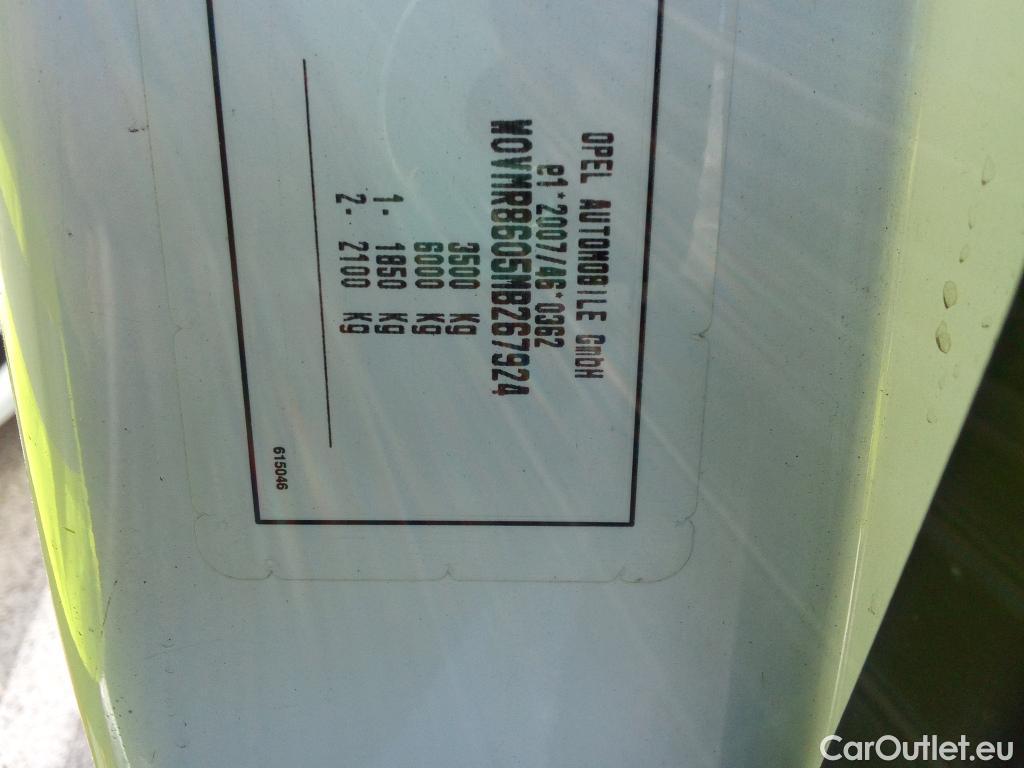 OPEL AUTOMOBILE GmbH
e1*2007/46*0362
W0VMR8605MB267924
3500 Kg
6000 Kg
1- 1850 Kg
2- 2100 Kg
615046
CarOutlet.eu